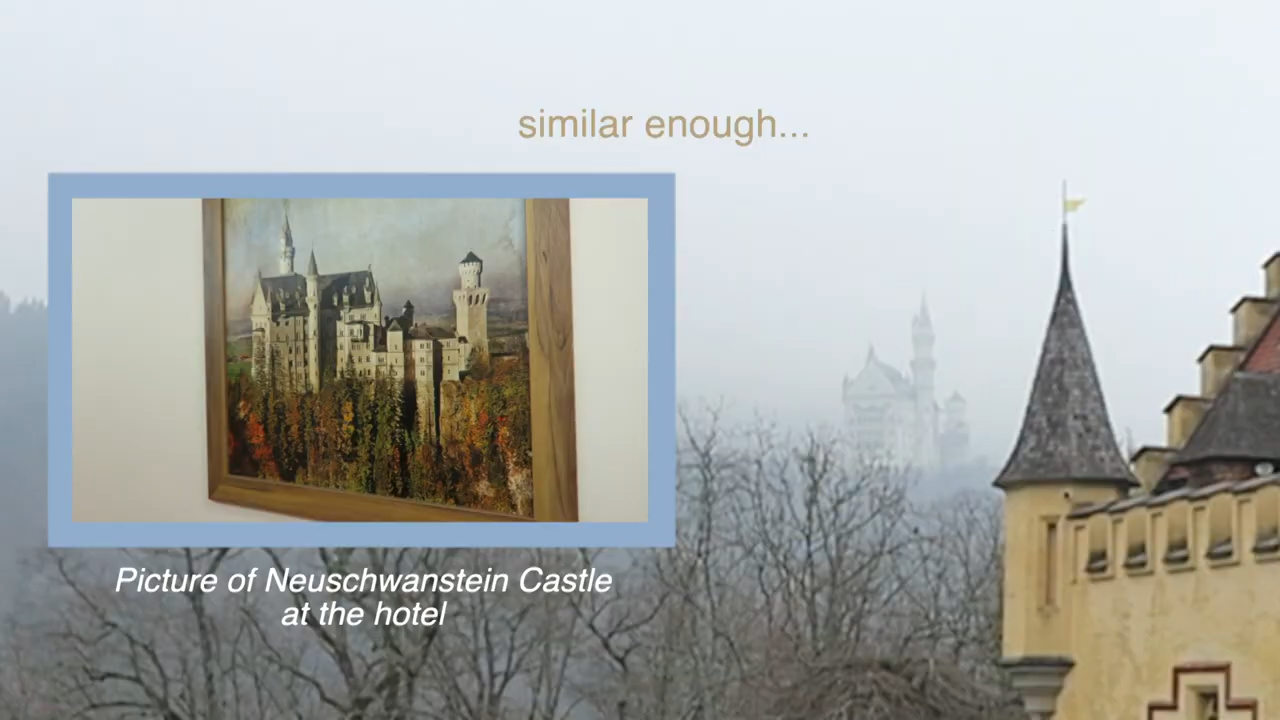 similar enough...
Picture of Neuschwanstein Castle
at the hotel